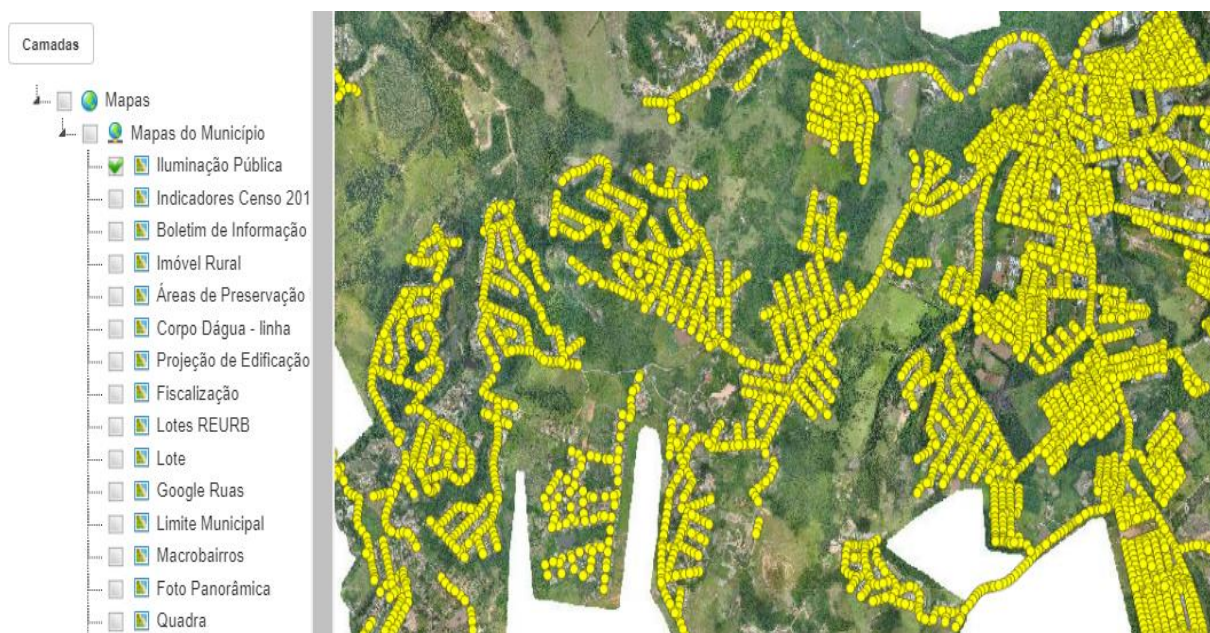 Camadas
Mapas
Mapas do Município
Iluminação Pública
Indicadores Censo 201
Boletim de Informação
Imóvel Rural
Áreas de Preservação
Corpo Dágua - linha
Projeção de Edificação
Fiscalização
Lotes REURB
Lote
Google Ruas
Limite Municipal
Macrobairros
Foto Panorâmica
Quadra